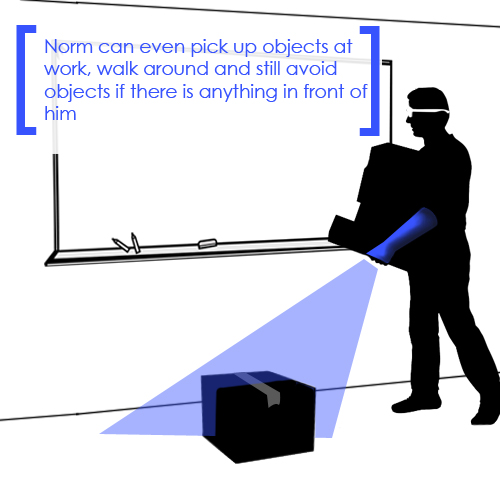 Norm can even pick up objects at
work, walk around and still avoid
objects if there is anything in front of
him